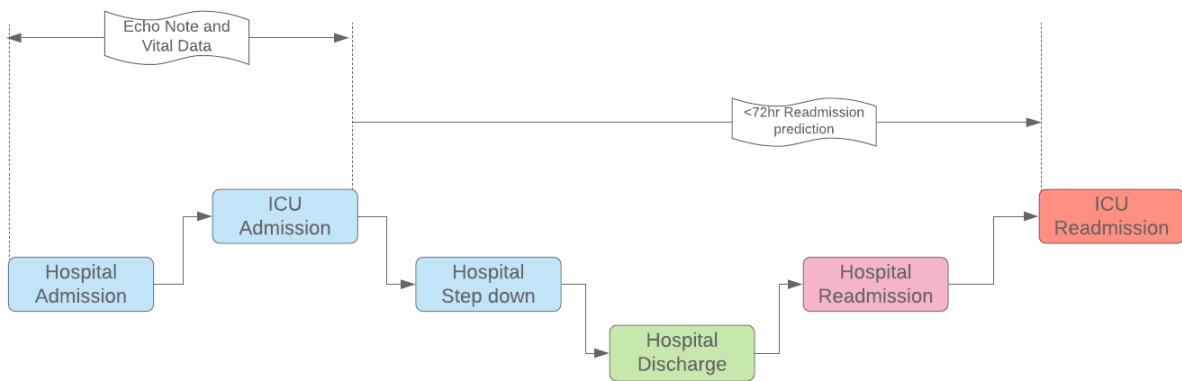 Echo Note and
Vital Data
<72hr Readmission
prediction
ICU
Admission
ICU
Readmission
Hospital
Admission
Hospital
Step down
Hospital
Readmission
Hospital
Discharge